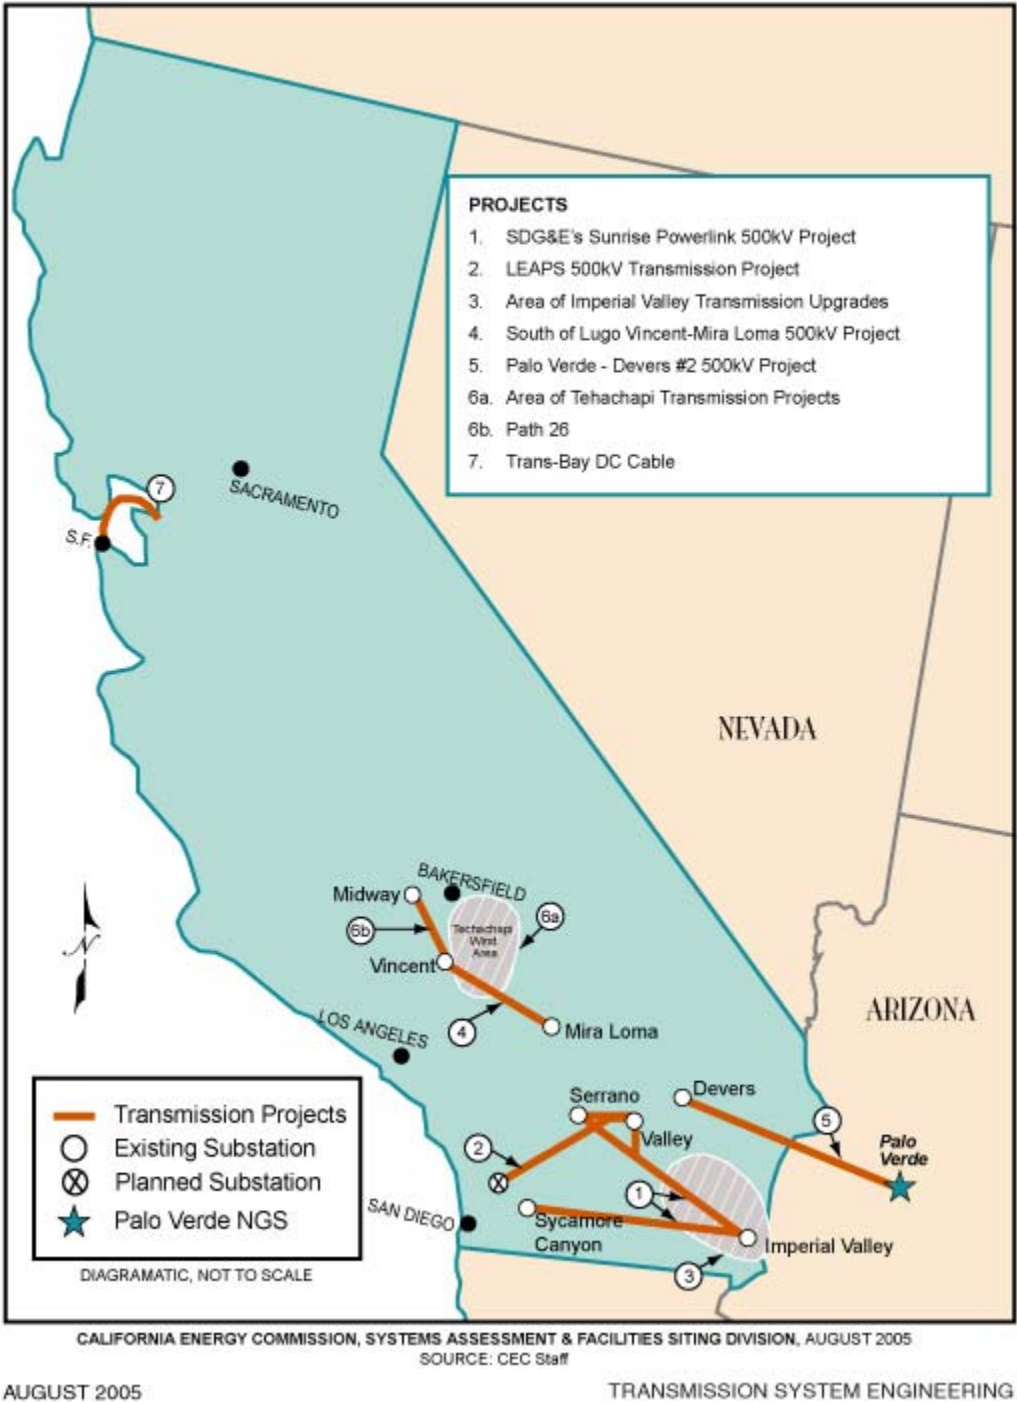 PROJECTS
1. SDG&E's Sunrise Powerlink 500kV Project
2. LEAPS 500kV Transmission Project
3. Area of Imperial Valley Transmission Upgrades
4. South of Lugo Vincent-Mira Loma 500kV Project
5. Palo Verde - Devers #2 500kV Project
6a. Area of Tehachapi Transmission Projects
6b. Path 26
7. Trans-Bay DC Cable
7
SACRAMENTO
S.F.
NEVADA
BAKERSFIELD
Midway
6b
6a
Techachapi
Wind
Area
Vincent
ARIZONA
LOS ANGELES
4
Mira Loma
Devers
Serrano
5
Valley
2
Palo
Verde
1
SAN DIEGO
Sycamore
Canyon
Imperial Valley
3
N
Transmission Projects
Existing Substation
Planned Substation
Palo Verde NGS
DIAGRAMATIC, NOT TO SCALE
CALIFORNIA ENERGY COMMISSION, SYSTEMS ASSESSMENT & FACILITIES SITING DIVISION, AUGUST 2005
SOURCE: CEC Staff
AUGUST 2005
TRANSMISSION SYSTEM ENGINEERING